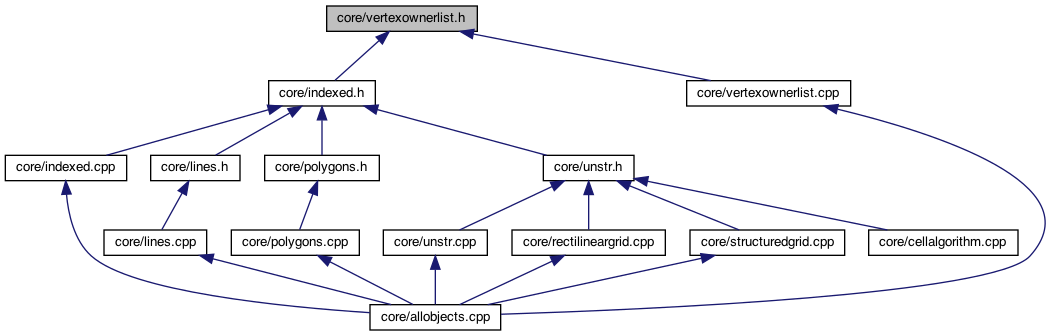 core/vertexownerlist.h
core/indexed.h
core/vertexownerlist.cpp
core/indexed.cpp
core/lines.h
core/polygons.h
core/unstr.h
core/lines.cpp
core/polygons.cpp
core/unstr.cpp
core/rectilineargrid.cpp
core/structuredgrid.cpp
core/cellalgorithm.cpp
core/allobjects.cpp